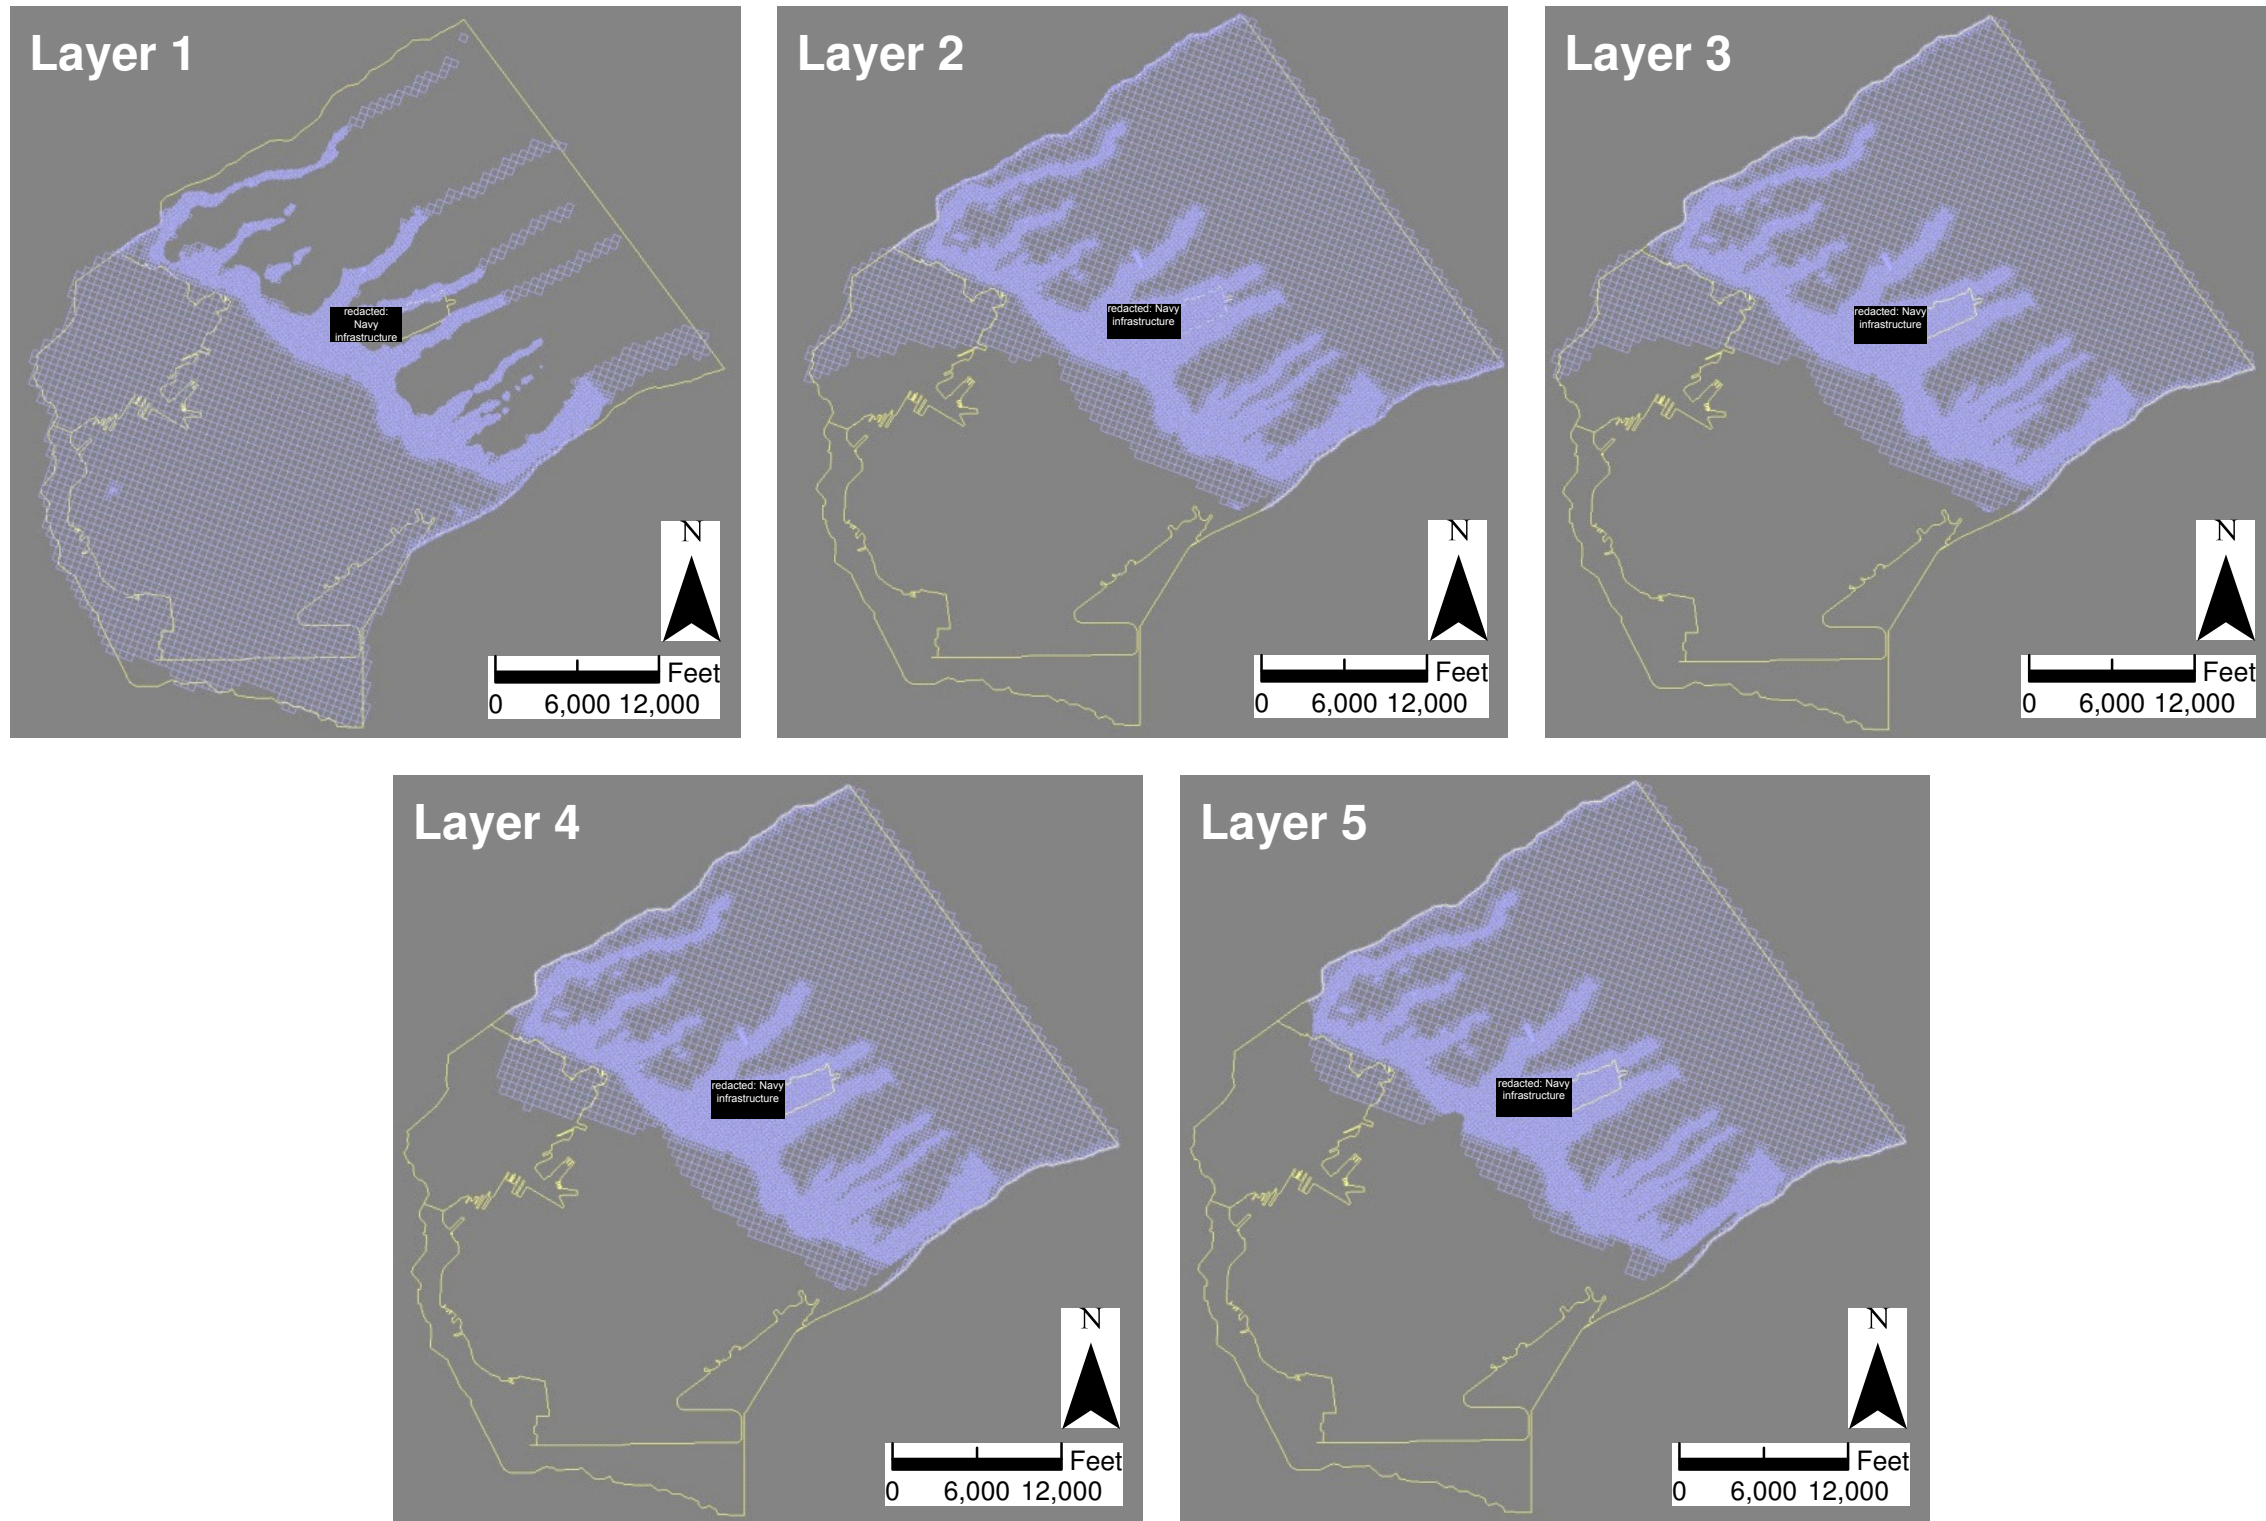 Layer 1
redacted:
Navy
infrastructure
N
Feet
0 6,000 12,000
Layer 2
redacted: Navy
infrastructure
N
Feet
0 6,000 12,000
Layer 3
redacted: Navy
infrastructure
N
Feet
0 6,000 12,000
Layer 4
redacted: Navy
infrastructure
N
Feet
0 6,000 12,000
Layer 5
redacted: Navy
infrastructure
N
Feet
0 6,000 12,000